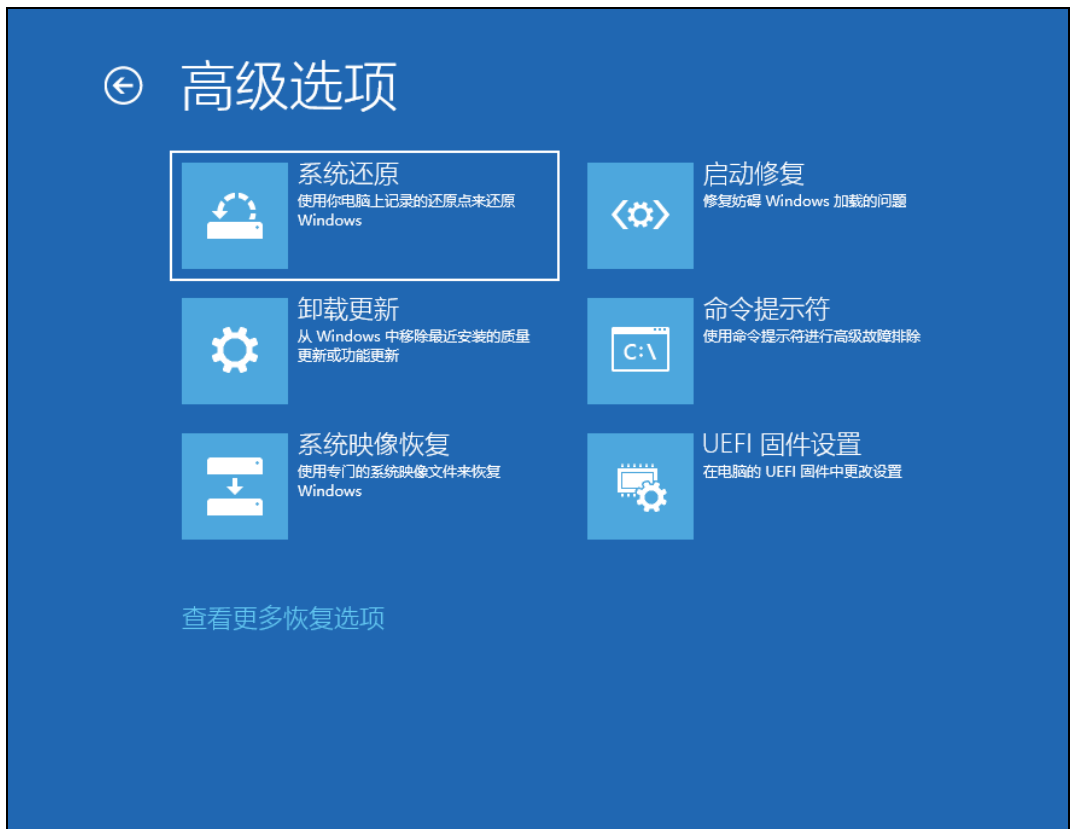 高级选项
系统还原
使用你电脑上记录的还原点来还原
Windows
启动修复
修复妨碍 Windows 加载的问题
卸载更新
从 Windows 中移除最近安装的质量
更新或功能更新
命令提示符
C:\
使用命令提示符进行高级故障排除
系统映像恢复
使用专门的系统映像文件来恢复
Windows
UEFI 固件设置
在电脑的 UEFI 固件中更改设置
查看更多恢复选项